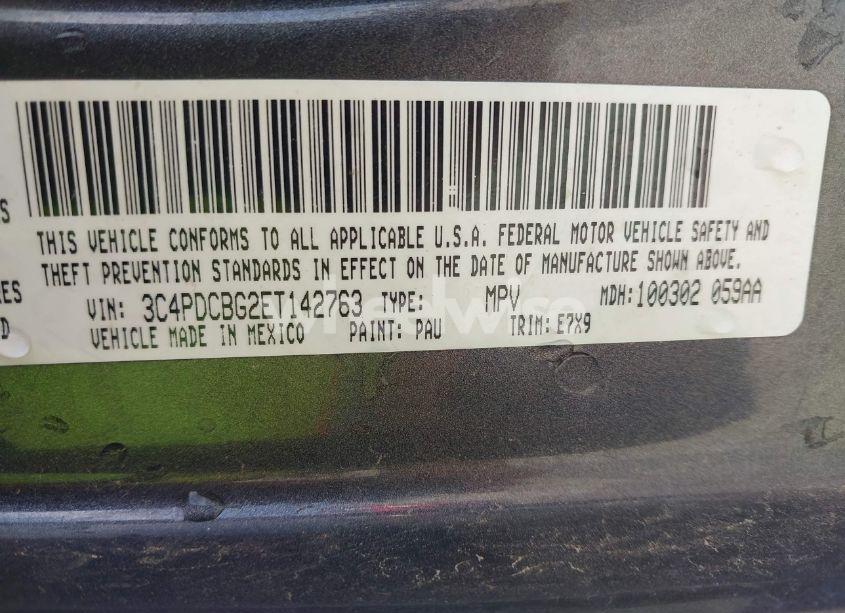 S
THIS VEHICLE CONFORMS TO ALL APPLICABLE U.S.A. FEDERAL MOTOR VEHICLE SAFETY AND
THEFT PREVENTION STANDARDS IN EFFECT ON THE DATE OF MANUFACTURE SHOWN ABOVE.
RES
VIN: 3C4PDCBG2ET142763 TYPE: MPV MDH:100302 059AA
D
VEHICLE MADE IN MEXICO PAINT: PAU TRIM: E7X9